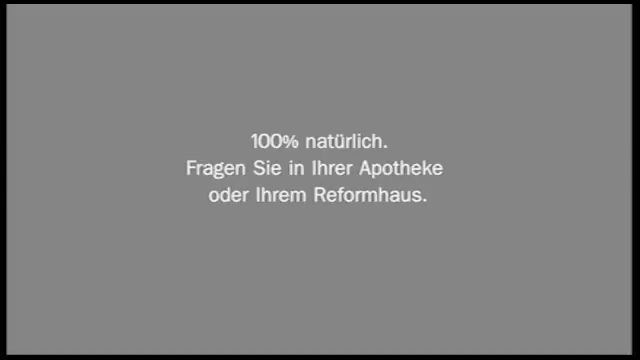 100% natürlich.
Fragen Sie in Ihrer Apotheke
oder Ihrem Reformhaus.